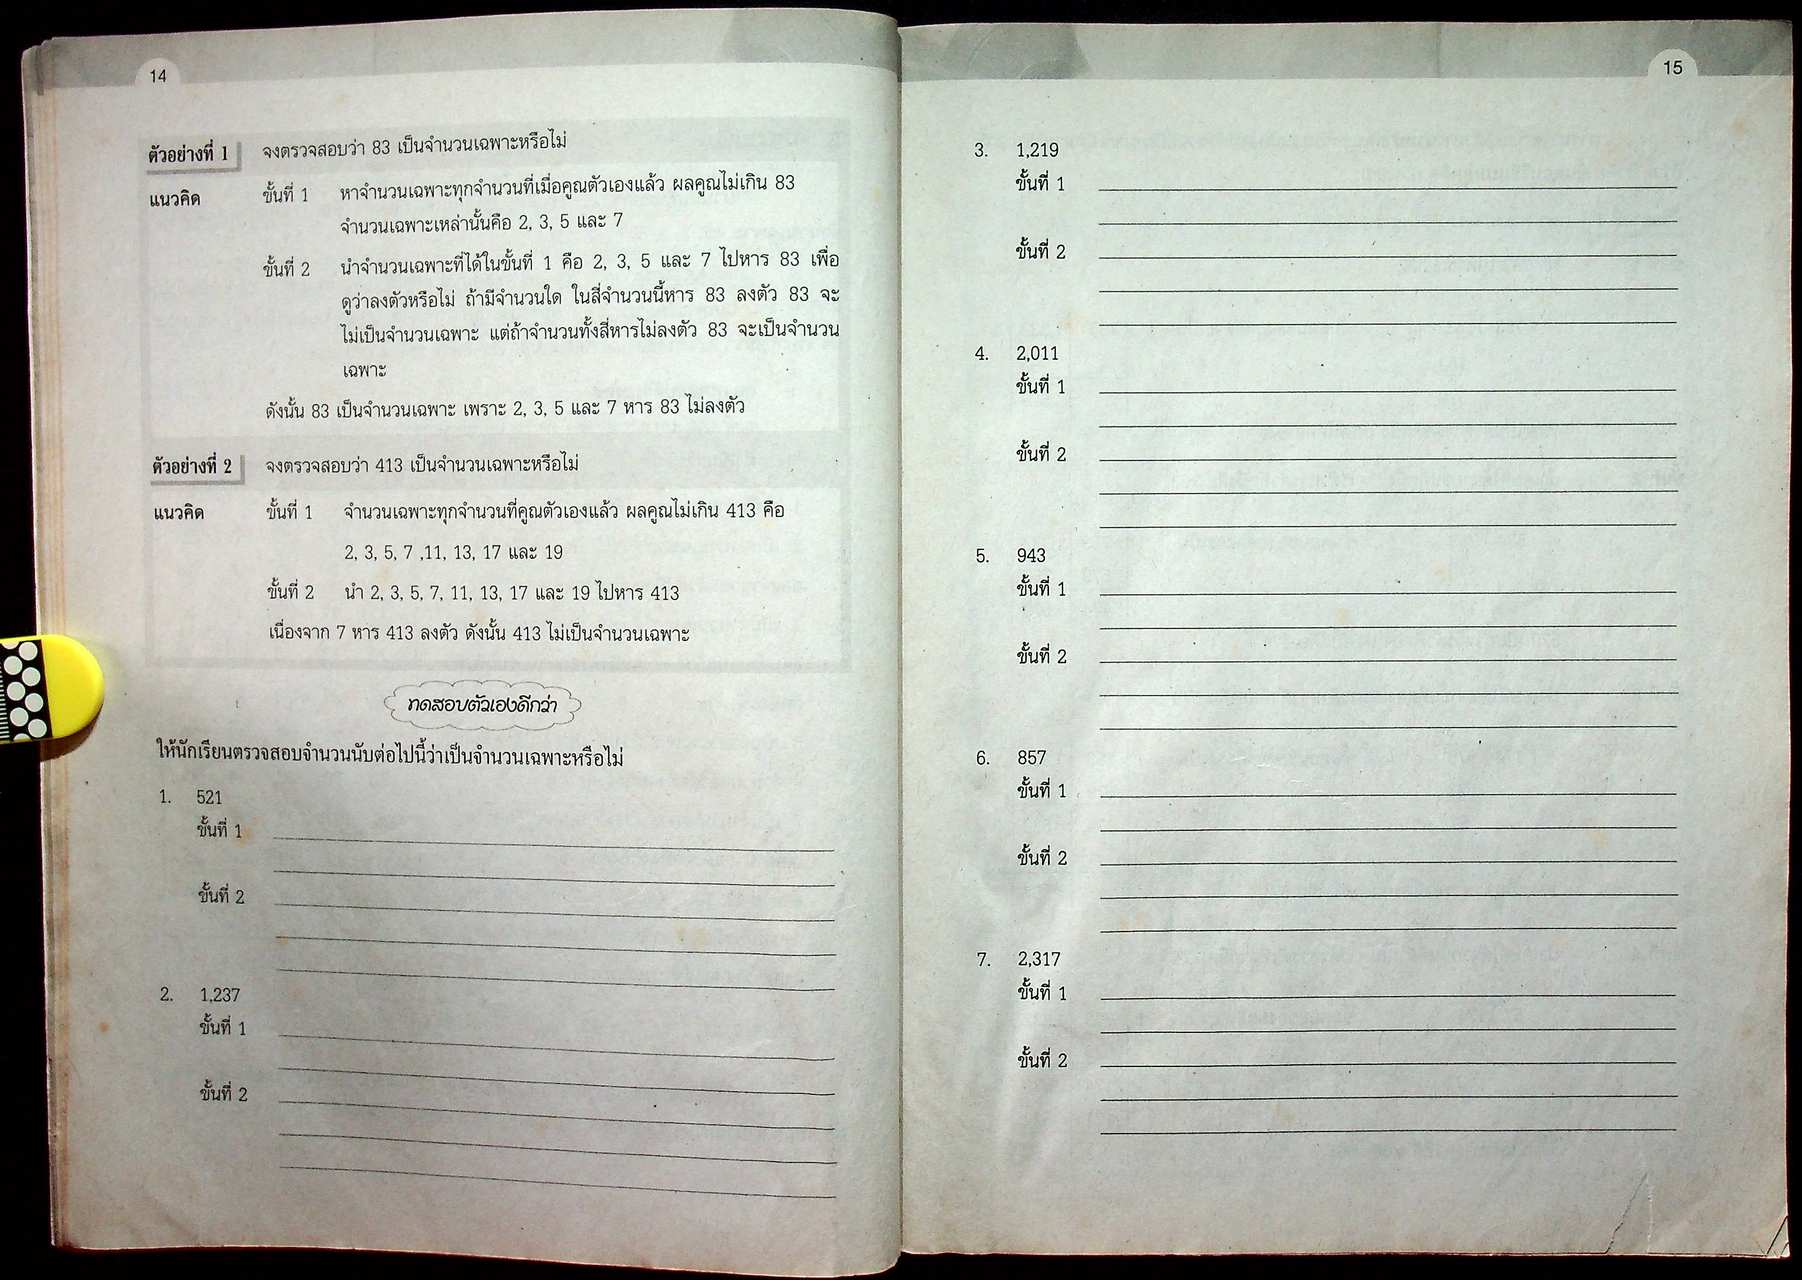 14
ตัวอย่างที่ 1 จงตรวจสอบว่า 83 เป็นจำนวนเฉพาะหรือไม่
แนวคิด ขั้นที่ 1 หาจำนวนเฉพาะทุกจำนวนที่เมื่อคูณตัวเองแล้ว ผลคูณไม่เกิน 83
จำนวนเฉพาะเหล่านั้นคือ 2, 3, 5 และ 7
ขั้นที่ 2 นำจำนวนเฉพาะที่ได้ในขั้นที่ 1 คือ 2, 3, 5 และ 7 ไปหาร 83 เพื่อ
ดูว่าลงตัวหรือไม่ ถ้ามีจำนวนใด ในสี่จำนวนนี้หาร 83 ลงตัว 83 จะ
ไม่เป็นจำนวนเฉพาะ แต่ถ้าจำนวนทั้งสี่หารไม่ลงตัว 83 จะเป็นจำนวน
เฉพาะ
ดังนั้น 83 เป็นจำนวนเฉพาะ เพราะ 2, 3, 5 และ 7 หาร 83 ไม่ลงตัว
ตัวอย่างที่ 2 จงตรวจสอบว่า 413 เป็นจำนวนเฉพาะหรือไม่
แนวคิด ขั้นที่ 1 จำนวนเฉพาะทุกจำนวนที่คูณตัวเองแล้ว ผลคูณไม่เกิน 413 คือ
2, 3, 5, 7 ,11, 13, 17 และ 19
ขั้นที่ 2 นำ 2, 3, 5, 7, 11, 13, 17 และ 19 ไปหาร 413
เนื่องจาก 7 หาร 413 ลงตัว ดังนั้น 413 ไม่เป็นจำนวนเฉพาะ
ทดสอบตัวเองดีกว่า
ให้นักเรียนตรวจสอบจำนวนนับต่อไปนี้ว่าเป็นจำนวนเฉพาะหรือไม่
1. 521
ขั้นที่ 1
ขั้นที่ 2
2. 1,237
ขั้นที่ 1
ขั้นที่ 2
15
3. 1,219
ขั้นที่ 1
ขั้นที่ 2
4. 2,011
ขั้นที่ 1
ขั้นที่ 2
5. 943
ขั้นที่ 1
ขั้นที่ 2
6. 857
ขั้นที่ 1
ขั้นที่ 2
7. 2,317
ขั้นที่ 1
ขั้นที่ 2